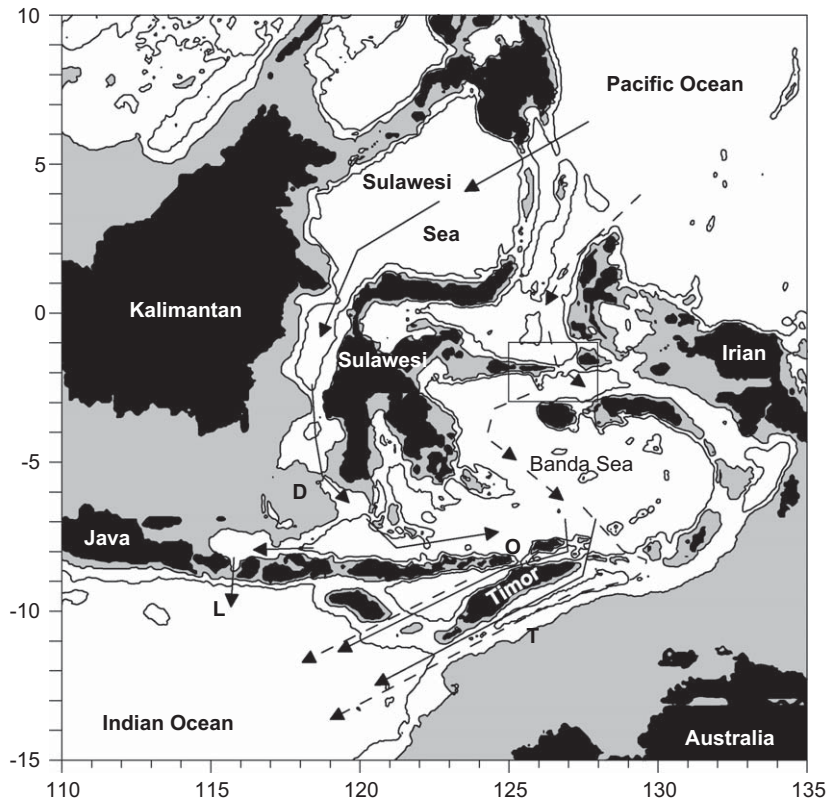 10
Pacific Ocean
5
Sulawesi
Sea
0
Kalimantan
Sulawesi
Irian
-5
Banda Sea
D
Java
O
Timor
-10
L
T
Indian Ocean
Australia
-15
110 115 120 125 130 135